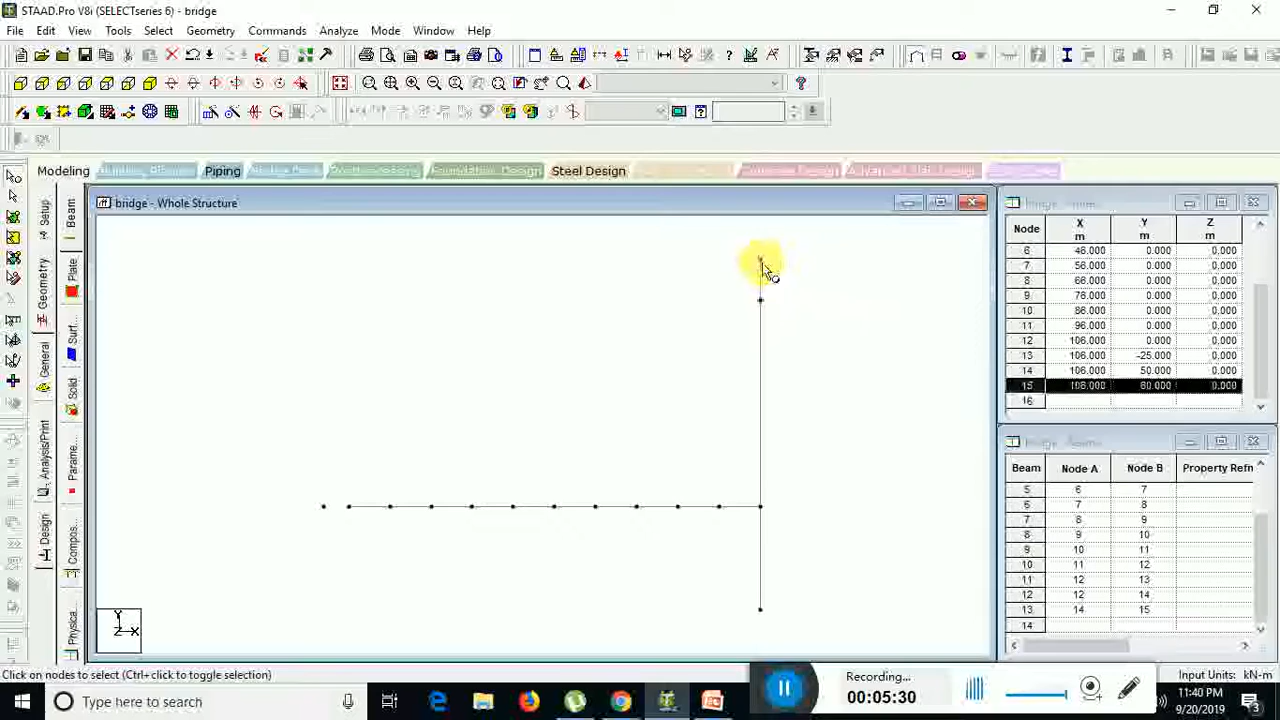 STAAD.Pro V8i (SELECTseries 6) - bridge
File Edit View Tools Select Geometry Commands Analyze Mode Window Help
Modeling Piping Steel Design
bridge - Whole Structure
Setup
Geometry
General
Analysis/Print
Design
Beam
Plate
Surf...
Solid
Parame...
Compos...
Physica
Node X m Y m Z m
6 46.000 0.000 0.000
7 56.000 0.000 0.000
8 66.000 0.000 0.000
9 76.000 0.000 0.000
10 86.000 0.000 0.000
11 96.000 0.000 0.000
12 106.000 0.000 0.000
13 106.000 -25.000 0.000
14 106.000 50.000 0.000
15 106.000 60.000 0.000
16
Beam Node A Node B Property Refn
5 6 7
6 7 8
7 8 9
8 9 10
9 10 11
10 11 12
11 12 13
12 12 14
13 14 15
14
Y
Z X
Click on nodes to select (Ctrl+click to toggle selection)
Input Units: kN-m
Recording...
00:05:30
Type here to search
11:40 PM
9/20/2019
3